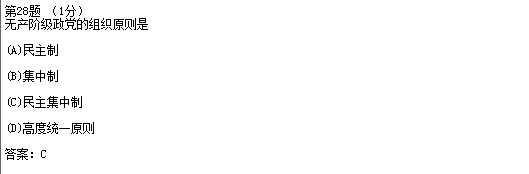 第28题 （1分）
无产阶级政党的组织原则是
(A)民主制
(B)集中制
(C)民主集中制
(D)高度统一原则
答案：C